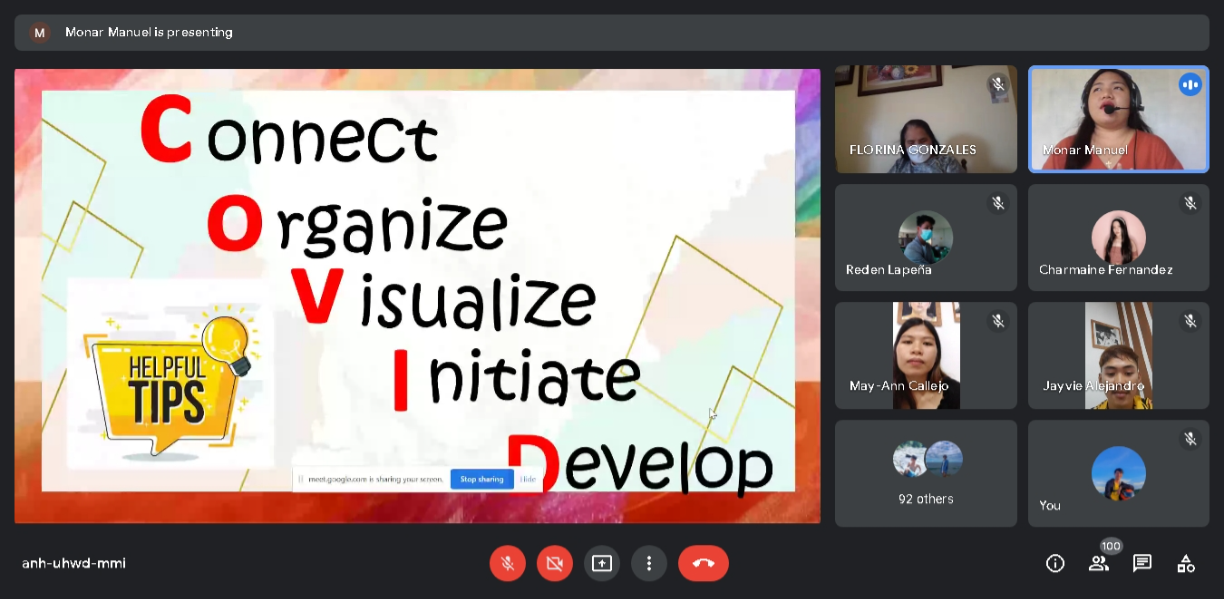 M Monar Manuel is presenting
Connect
Organize
Visualize
Initiate
Develop
HELPFUL
TIPS
meet.google.com is sharing your screen. Stop sharing Hide
FLORINA GONZALES
Monar Manuel
Reden Lapeña
Charmaine Fernandez
May-Ann Callejo
Jayvie Alejandro
92 others
You
anh-uhwd-mmi
100